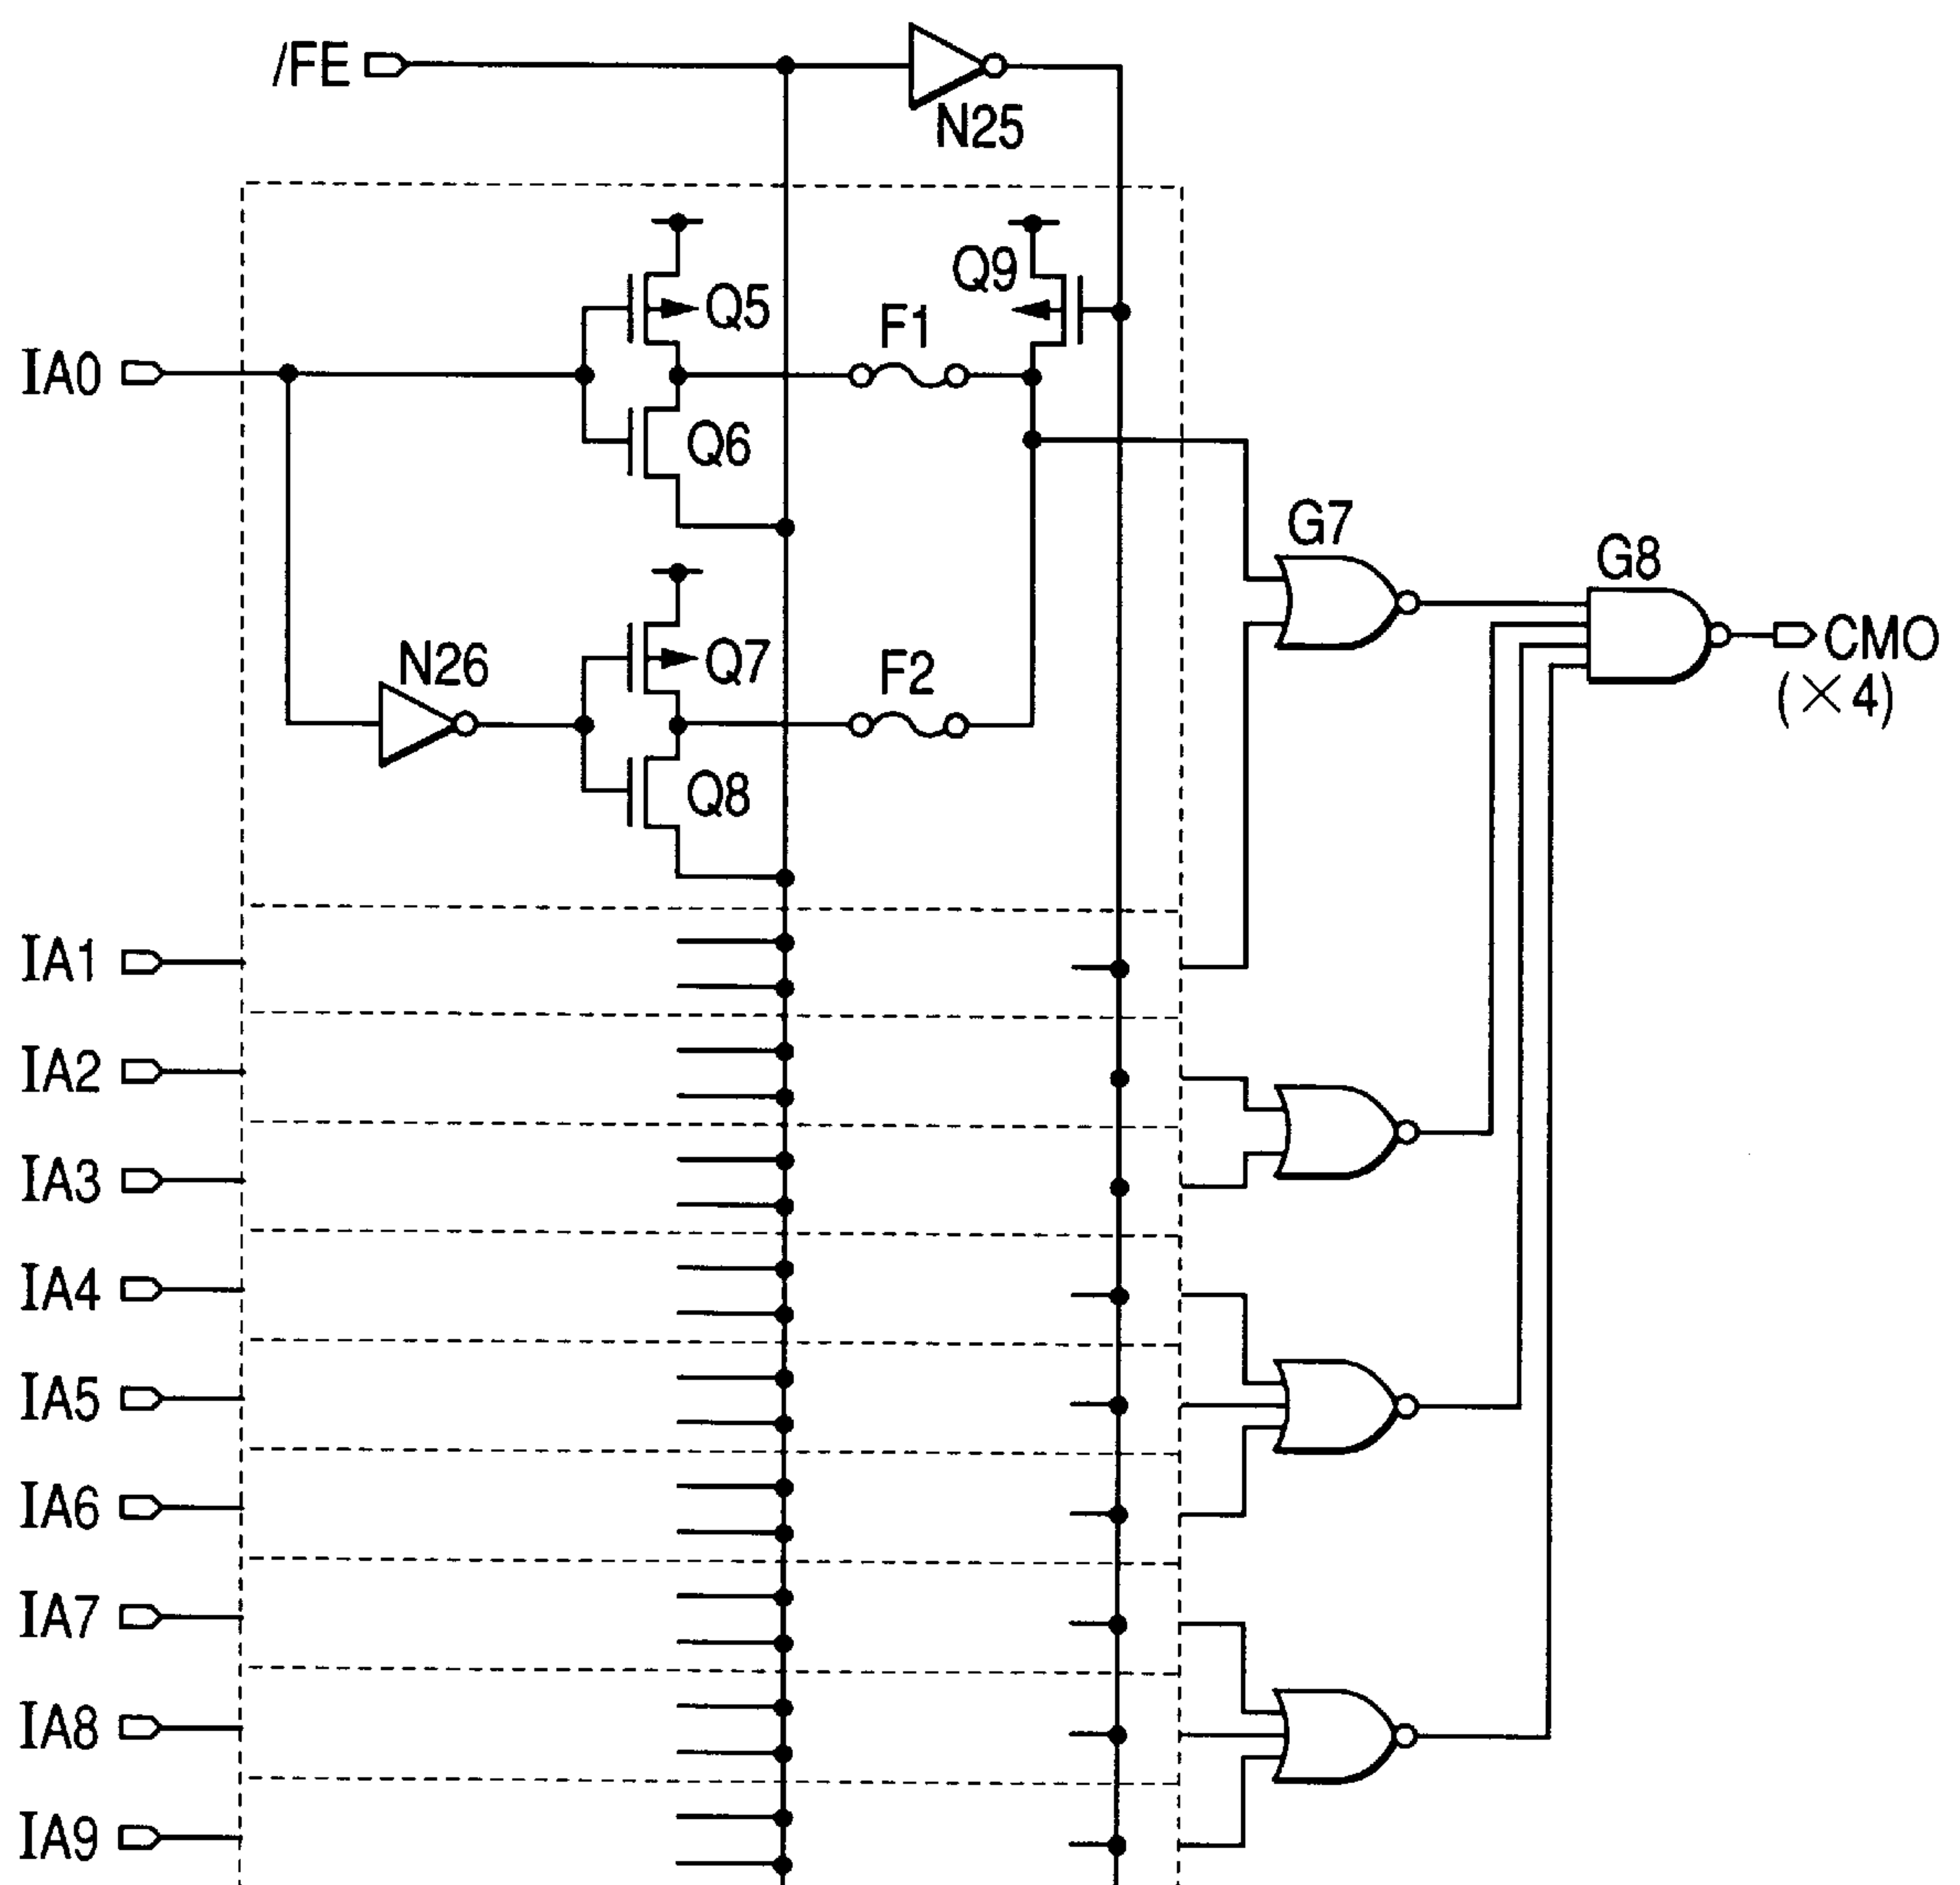 /FE
N25
Q5
Q9
F1
IA0
Q6
G7
G8
CMO
(×4)
N26
Q7
F2
Q8
IA1
IA2
IA3
IA4
IA5
IA6
IA7
IA8
IA9